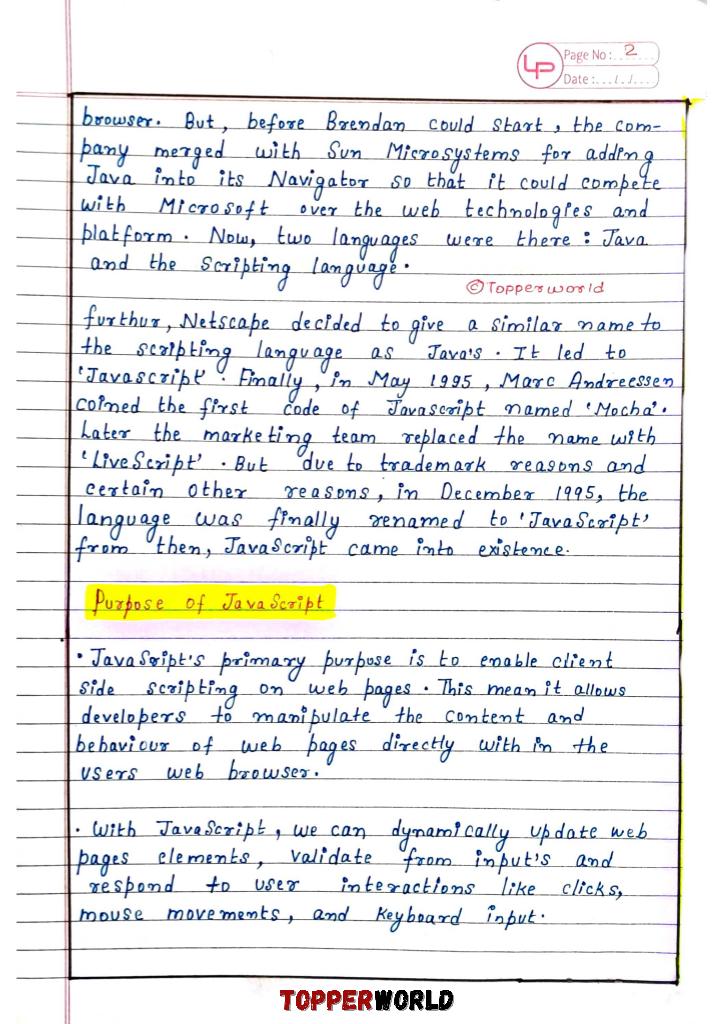 Page No: 2
Date: .../../...
browser. But, before Brendan could start, the com-
pany merged with Sun Microsystems for adding
Java into its Navigator so that it could compete
with Microsoft over the web technologies and
platform. Now, two languages were there : Java
and the scripting language.
©Topperworld
furthur, Netscape decided to give a similar name to
the scripting language as Java's. It led to
'Javascript'. Finally, in May 1995, Marc Andreessen
coined the first code of Javascript named 'Mocha'.
Later the marketing team replaced the name with
'LiveScript'. But due to trademark reasons and
certain other reasons, in December 1995, the
language was finally renamed to 'JavaScript'
from then, JavaScript came into existence.
Purpose of JavaScript
• JavaSript's primary purpose is to enable client
side scripting on web pages. This mean it allows
developers to manipulate the content and
behaviour of web pages directly with in the
users web browser.
• With JavaScript, we can dynamically update web
pages elements, validate from input's and
respond to user interactions like clicks,
mouse movements, and keyboard input.
TOPPERWORLD